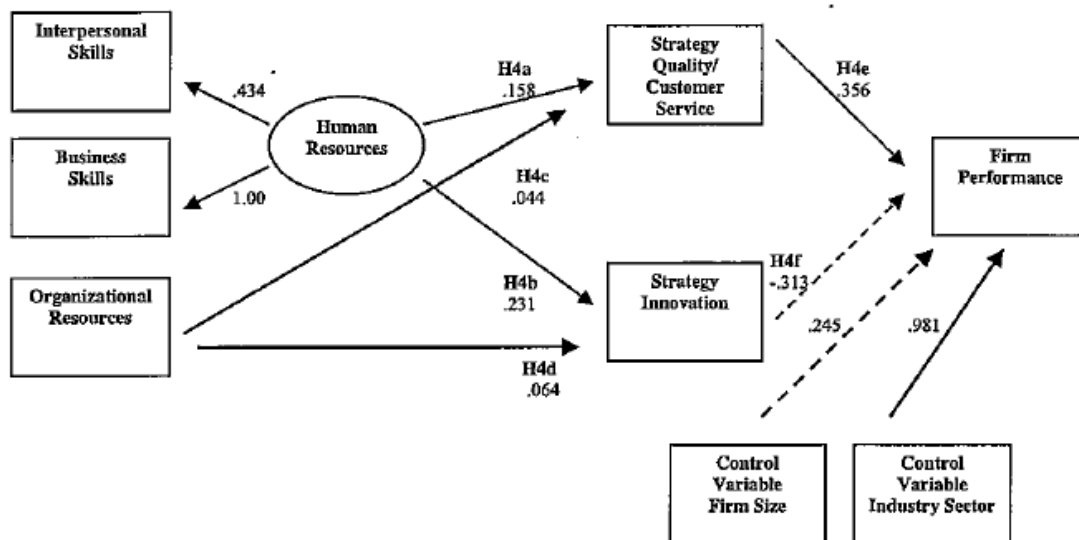 Interpersonal
Skills
.434
Business
Skills
1.00
Organizational
Resources
Human
Resources
H4a
.158
H4c
.044
H4b
.231
H4d
.064
Strategy
Quality/
Customer
Service
Strategy
Innovation
H4e
.356
H4f
-.313
.245
.981
Firm
Performance
Control
Variable
Firm Size
Control
Variable
Industry Sector